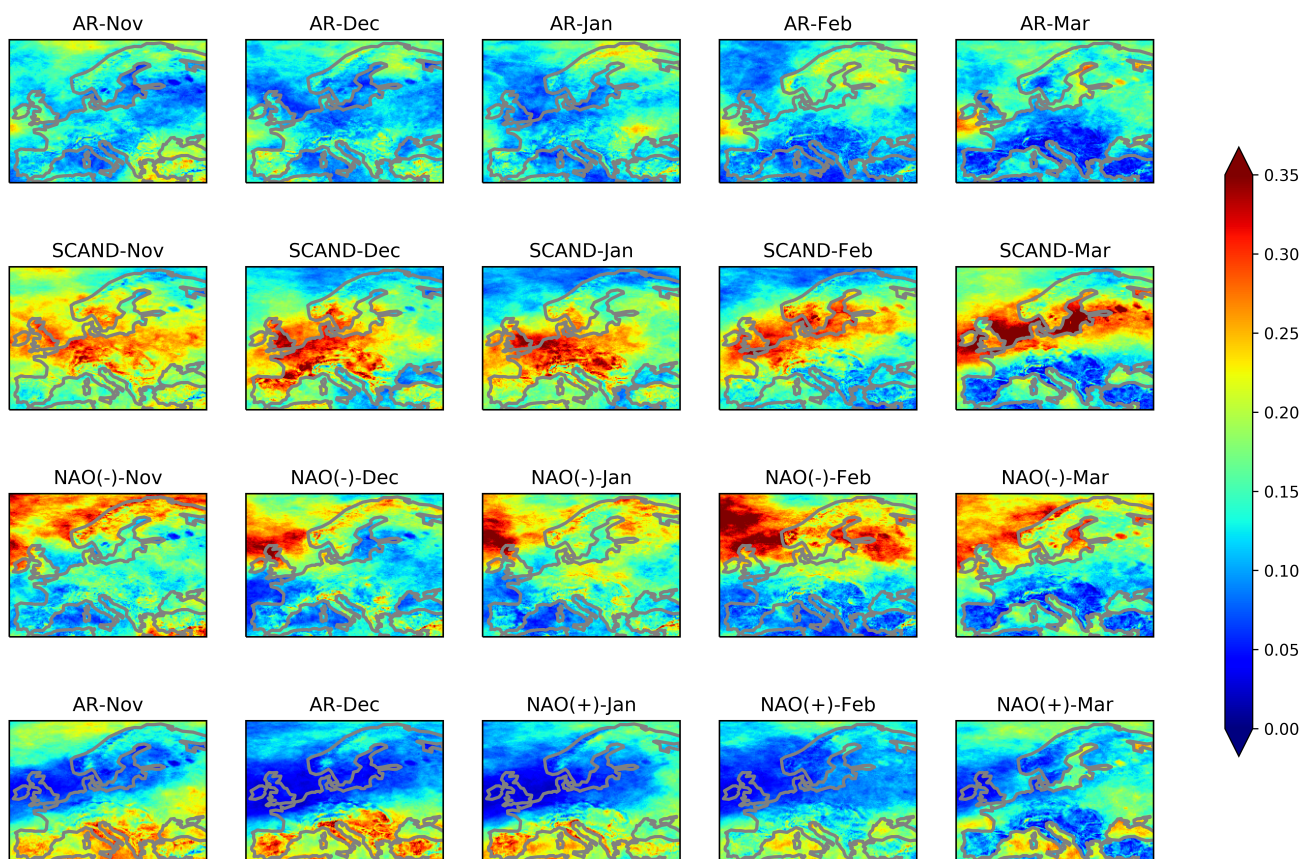 AR-Nov AR-Dec AR-Jan AR-Feb AR-Mar
SCAND-Nov SCAND-Dec SCAND-Jan SCAND-Feb SCAND-Mar
NAO(-)-Nov NAO(-)-Dec NAO(-)-Jan NAO(-)-Feb NAO(-)-Mar
AR-Nov AR-Dec NAO(+)-Jan NAO(+)-Feb NAO(+)-Mar
0.35
0.30
0.25
0.20
0.15
0.10
0.05
0.00